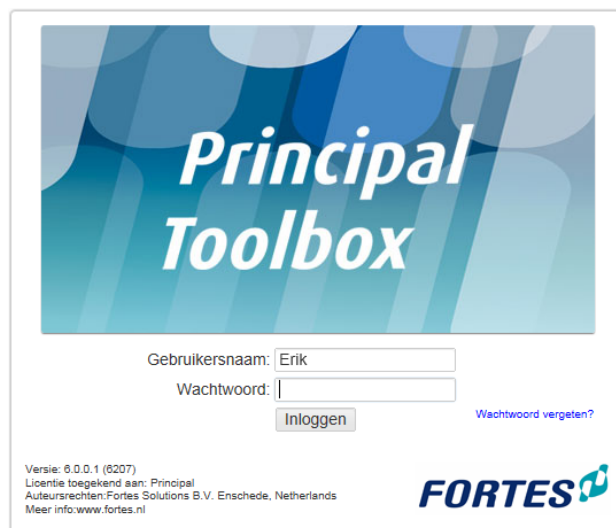 Principal
Toolbox
Gebruikersnaam: Erik
Wachtwoord:
Inloggen
Wachtwoord vergeten?
Versie: 6.0.0.1 (6207)
Licentie toegekend aan: Principal
Auteursrechten:Fortes Solutions B.V. Enschede, Netherlands
Meer info:www.fortes.nl
FORTES